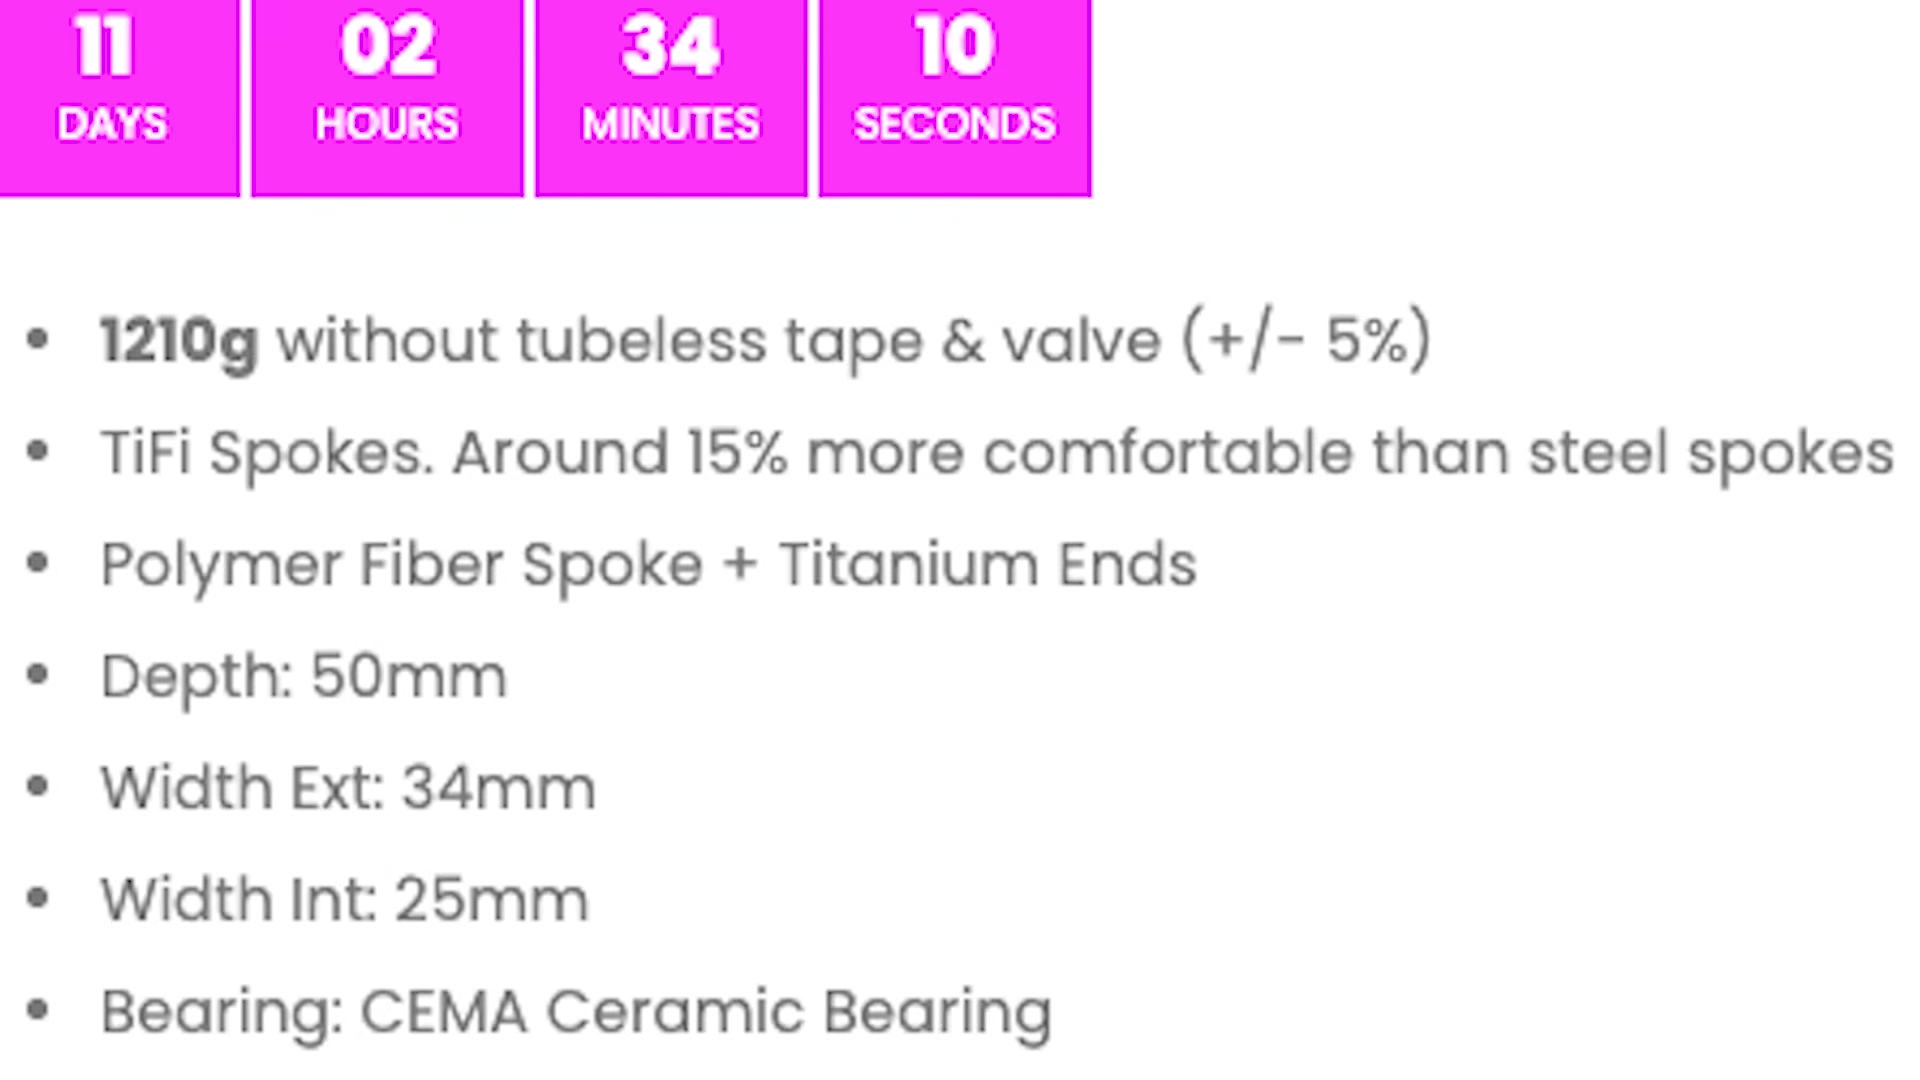 11 02 34 10
DAYS HOURS MINUTES SECONDS
• 1210g without tubeless tape & valve (+/- 5%)
• TiFi Spokes. Around 15% more comfortable than steel spokes
• Polymer Fiber Spoke + Titanium Ends
• Depth: 50mm
• Width Ext: 34mm
• Width Int: 25mm
• Bearing: CEMA Ceramic Bearing